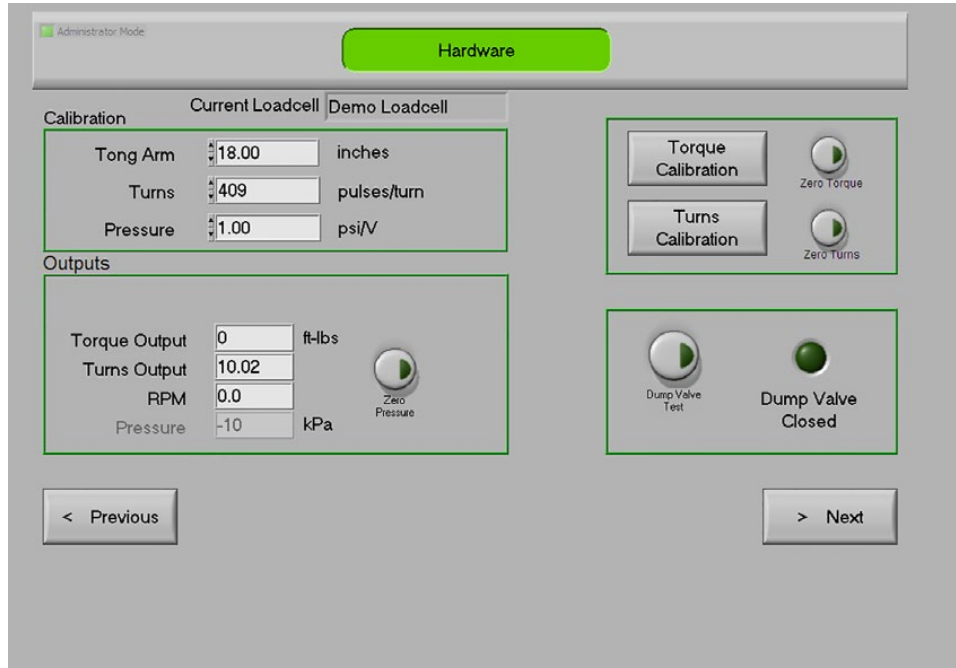 Administrator Mode
Hardware
Current Loadcell Demo Loadcell
Calibration
Tong Arm 18.00 inches
Turns 409 pulses/turn
Pressure 1.00 psi/V
Torque
Calibration
Zero Torque
Turns
Calibration
Zero Turns
Outputs
Torque Output 0 ft-lbs
Turns Output 10.02
RPM 0.0
Pressure -10 kPa
Zero
Pressure
Dump Valve
Test
Dump Valve
Closed
< Previous
> Next